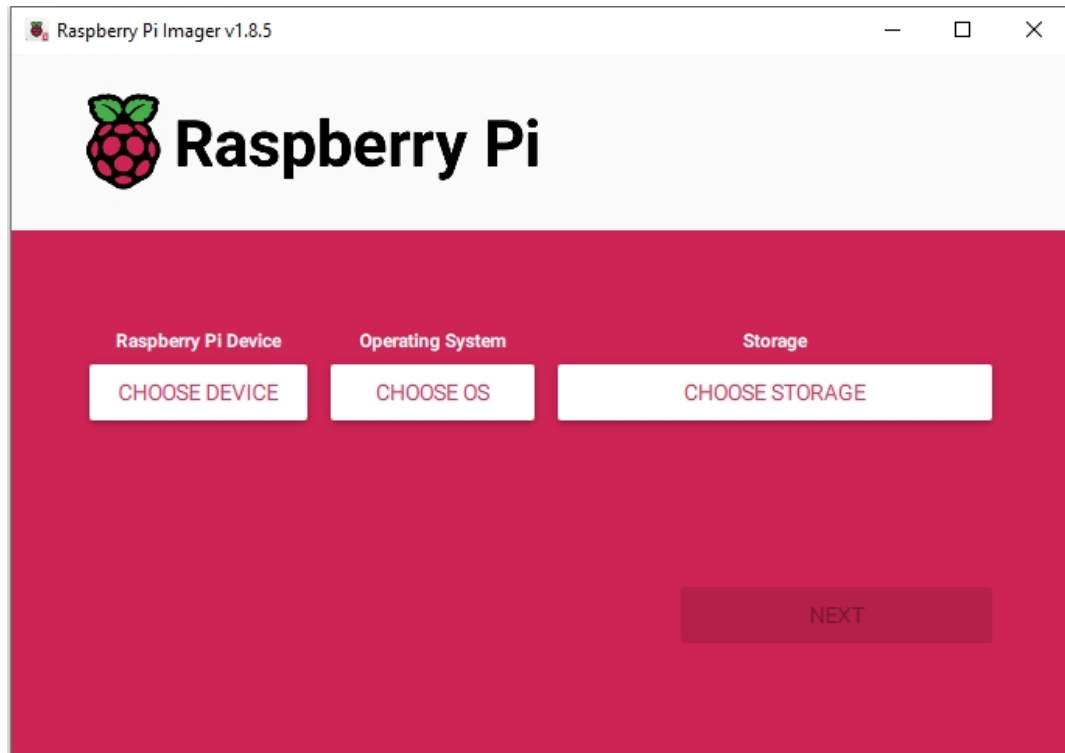 Raspberry Pi Imager v1.8.5
Raspberry Pi
Raspberry Pi Device Operating System Storage
CHOOSE DEVICE CHOOSE OS CHOOSE STORAGE
NEXT